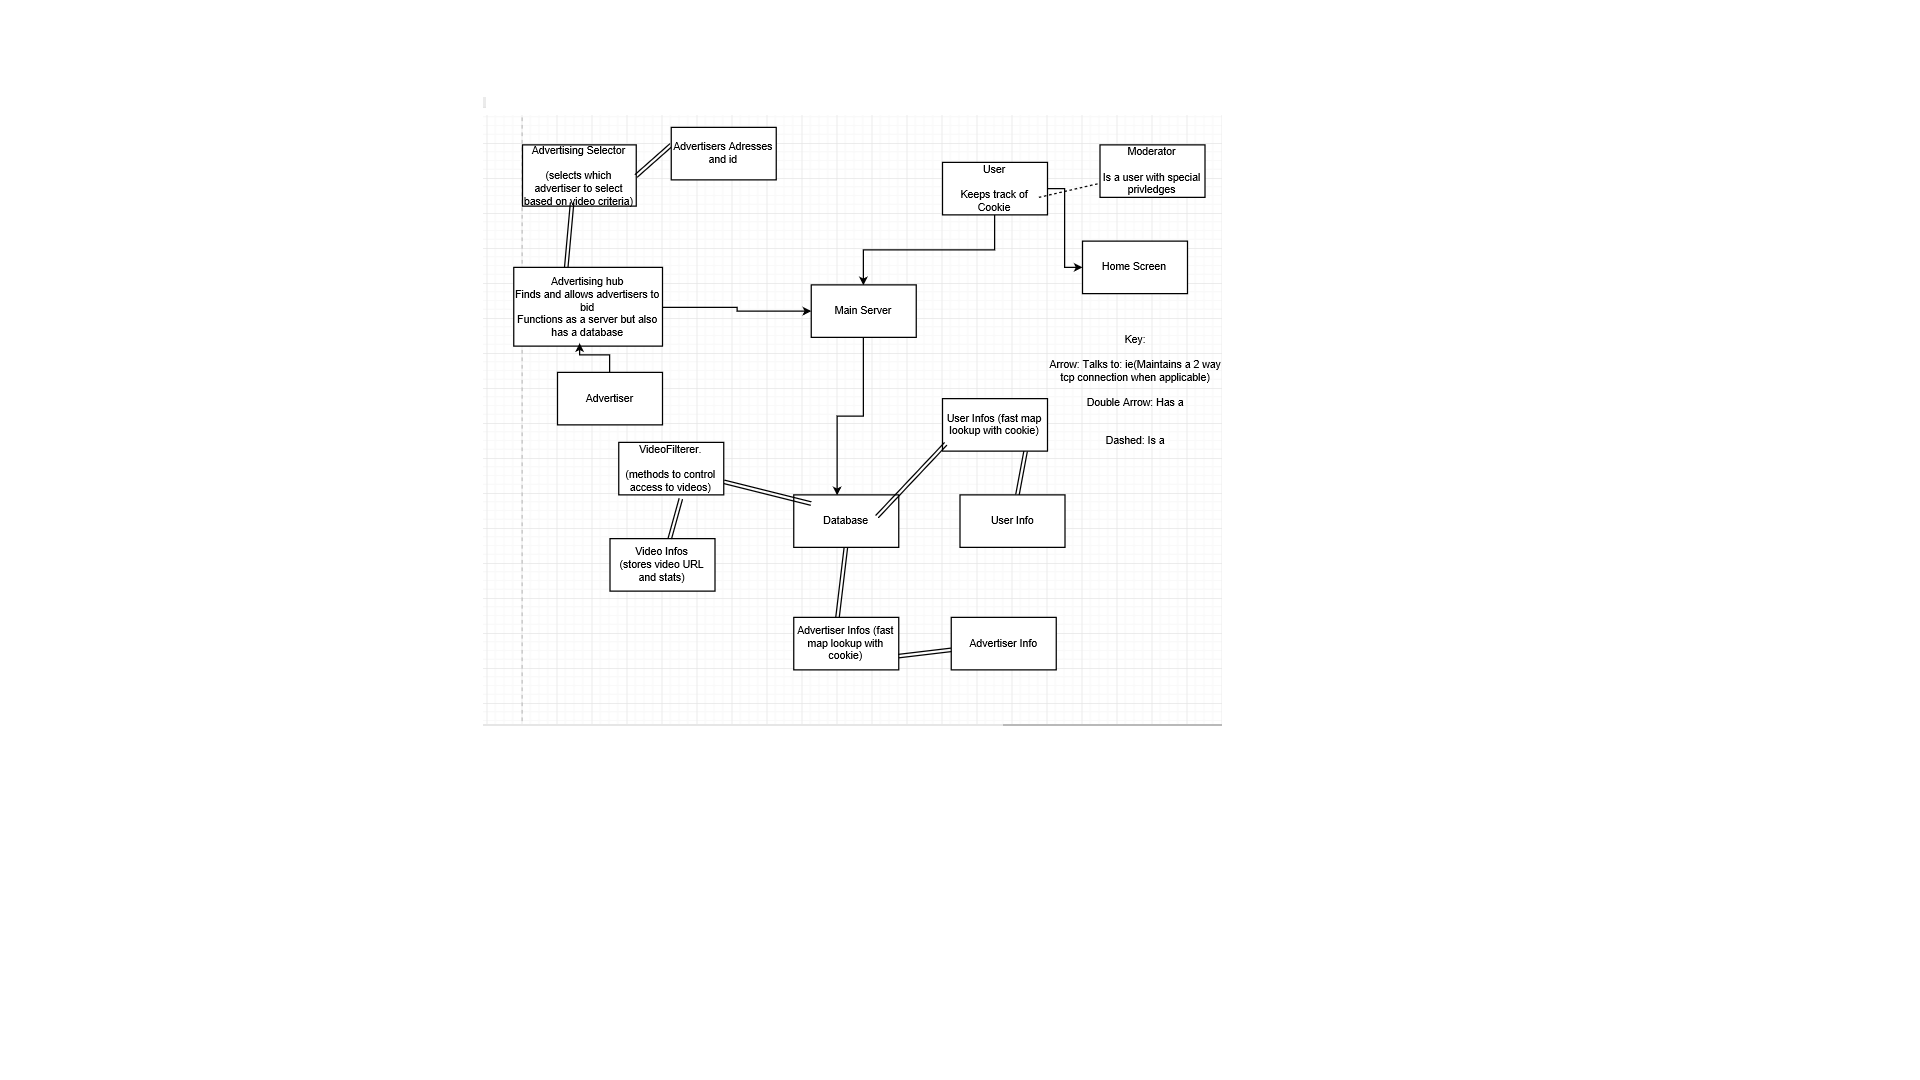 Advertising Selector
(selects which
advertiser to select
based on video criteria)
Advertisers Adresses
and id
User
Keeps track of
Cookie
Moderator
Is a user with special
privledges
Home Screen
Advertising hub
Finds and allows advertisers to
bid
Functions as a server but also
has a database
Main Server
Advertiser
Key:
Arrow: Talks to: ie(Maintains a 2 way
tcp connection when applicable)
Double Arrow: Has a
Dashed: Is a
User Infos (fast map
lookup with cookie)
VideoFilterer.
(methods to control
access to videos)
Database
User Info
Video Infos
(stores video URL
and stats)
Advertiser Infos (fast
map lookup with
cookie)
Advertiser Info